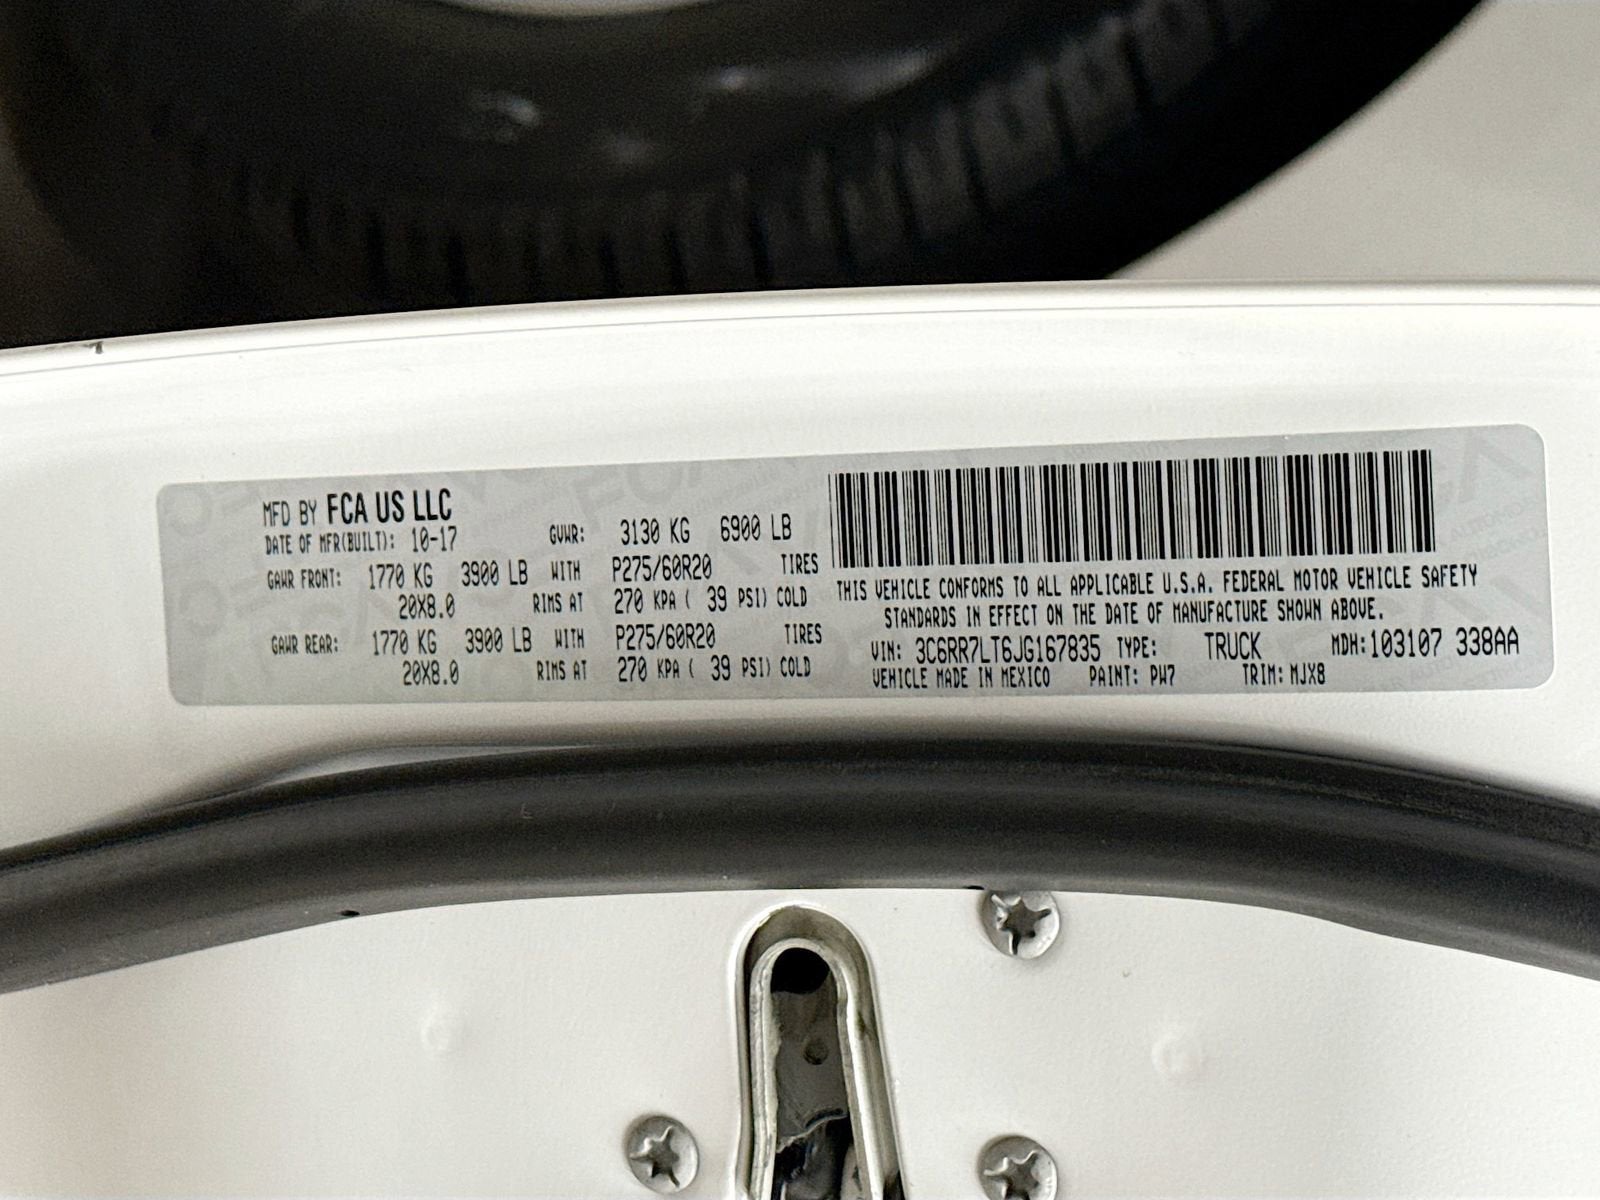 MFD BY FCA US LLC
DATE OF MFR(BUILT): 10-17 GVWR: 3130 KG 6900 LB
GAWR FRONT: 1770 KG 3900 LB WITH P275/60R20 TIRES
20X8.0 RIMS AT 270 KPA ( 39 PSI) COLD
GAWR REAR: 1770 KG 3900 LB WITH P275/60R20 TIRES
20X8.0 RIMS AT 270 KPA ( 39 PSI) COLD
THIS VEHICLE CONFORMS TO ALL APPLICABLE U.S.A. FEDERAL MOTOR VEHICLE SAFETY
STANDARDS IN EFFECT ON THE DATE OF MANUFACTURE SHOWN ABOVE.
VIN: 3C6RR7LT6JG167835 TYPE: TRUCK MDH:103107 338AA
VEHICLE MADE IN MEXICO PAINT: PW7 TRIM: MJX8